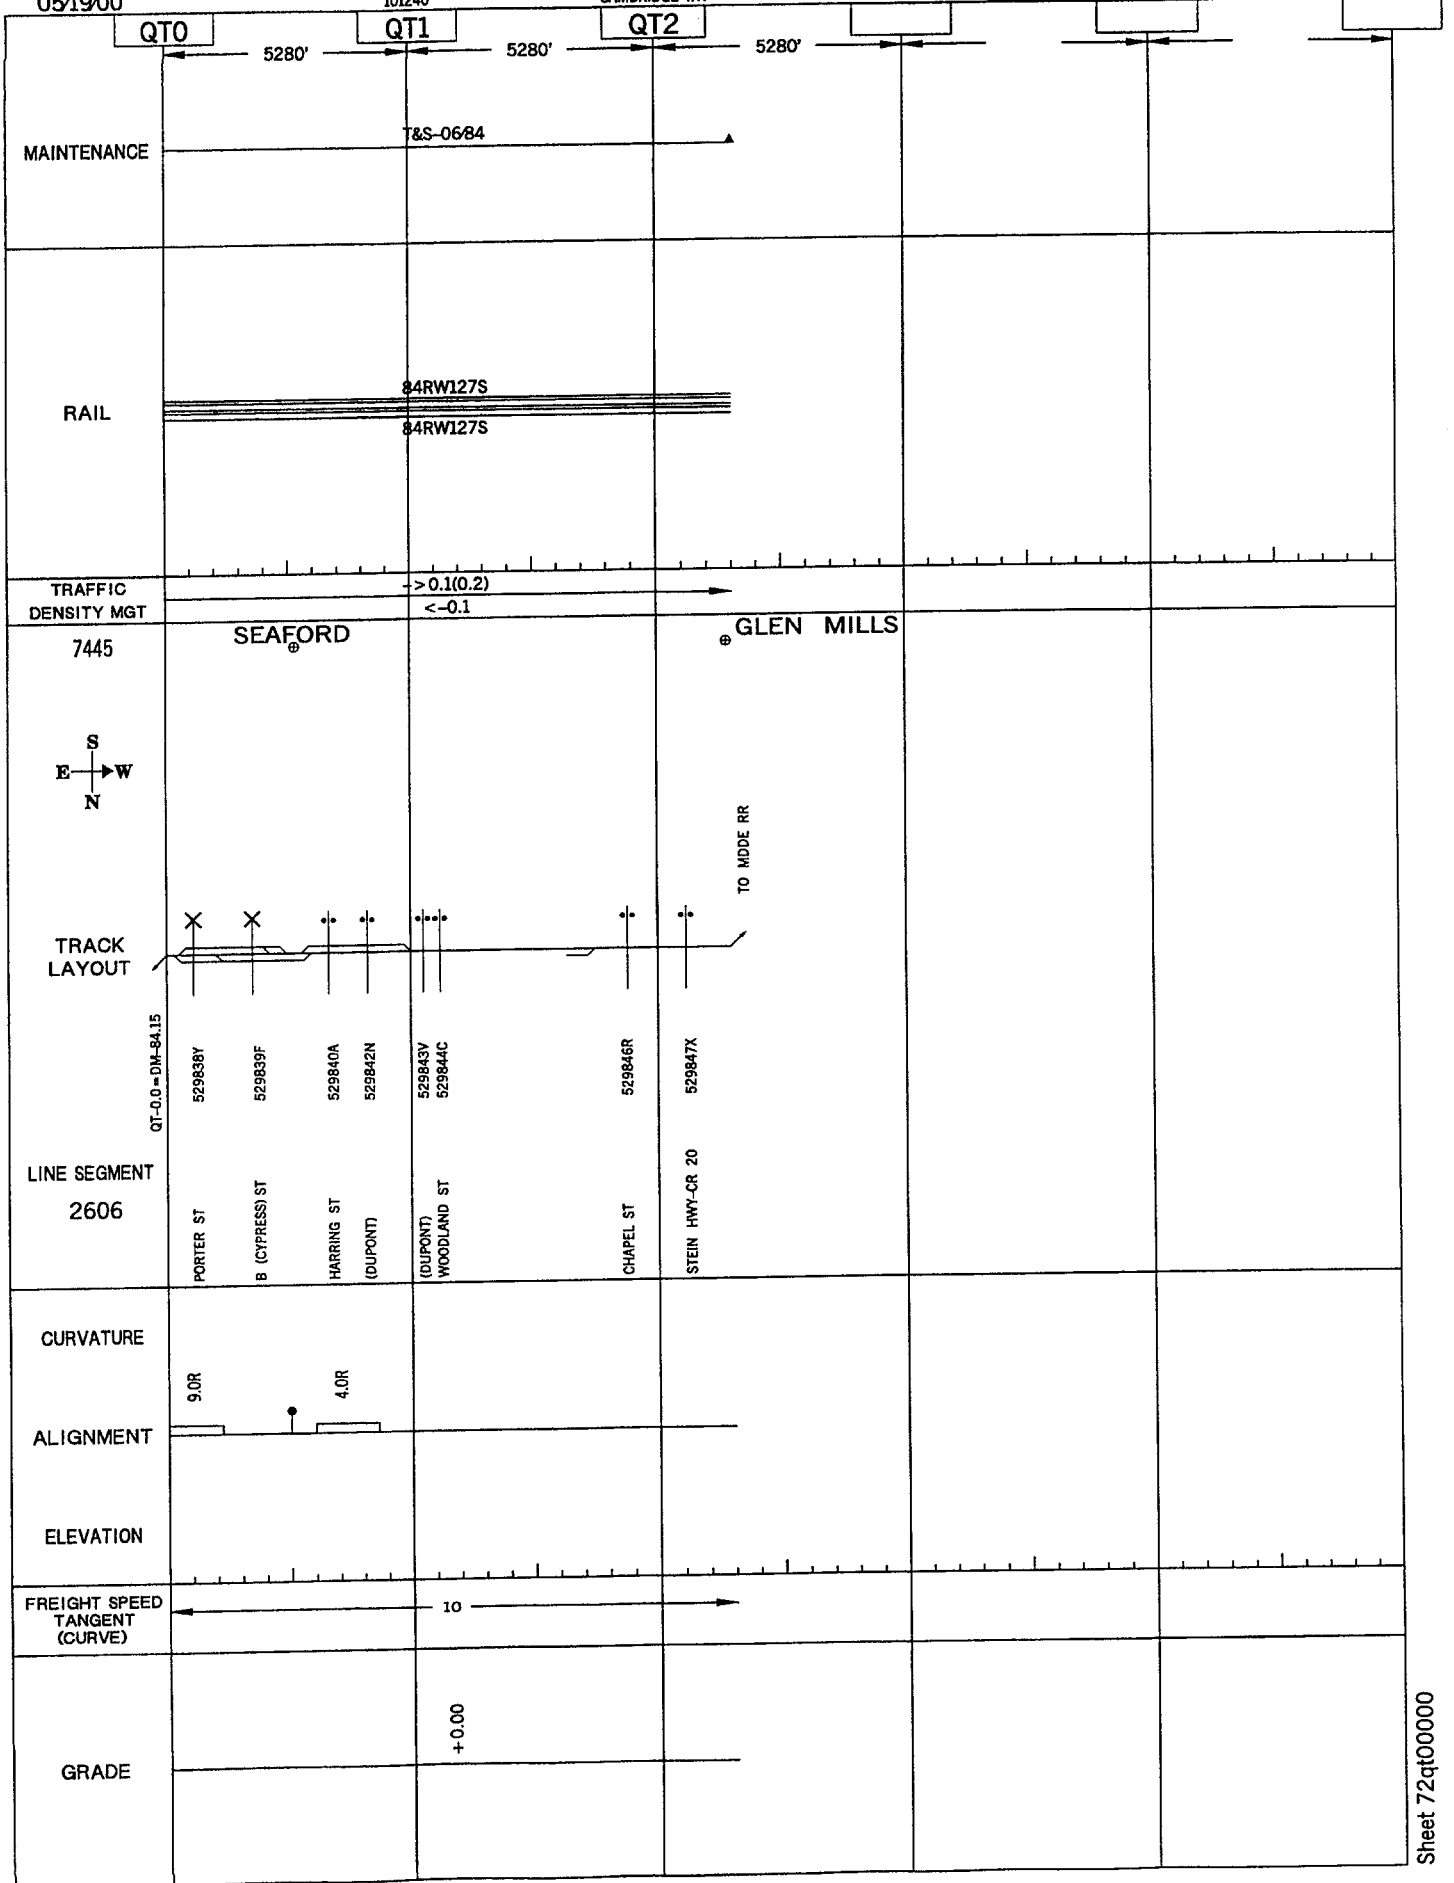 05/19/00
QT0
QT1
QT2
5280'
5280'
5280'
MAINTENANCE
T&S-06/84
RAIL
84RW127S
84RW127S
TRAFFIC
DENSITY MGT
->0.1(0.2)
<-0.1
7445
SEAFORD
GLEN MILLS
S
E W
N
TO MDDE RR
TRACK
LAYOUT
QT-0.0=DM-84.15
529838Y
529839F
529840A
529842N
529843V
529844C
529846R
529847X
LINE SEGMENT
2606
PORTER ST
B (CYPRESS) ST
HARRING ST
(DUPONT)
(DUPONT)
WOODLAND ST
CHAPEL ST
STEIN HWY-CR 20
CURVATURE
9.0R
4.0R
ALIGNMENT
ELEVATION
FREIGHT SPEED
TANGENT
(CURVE)
10
+0.00
GRADE
Sheet 72qt00000